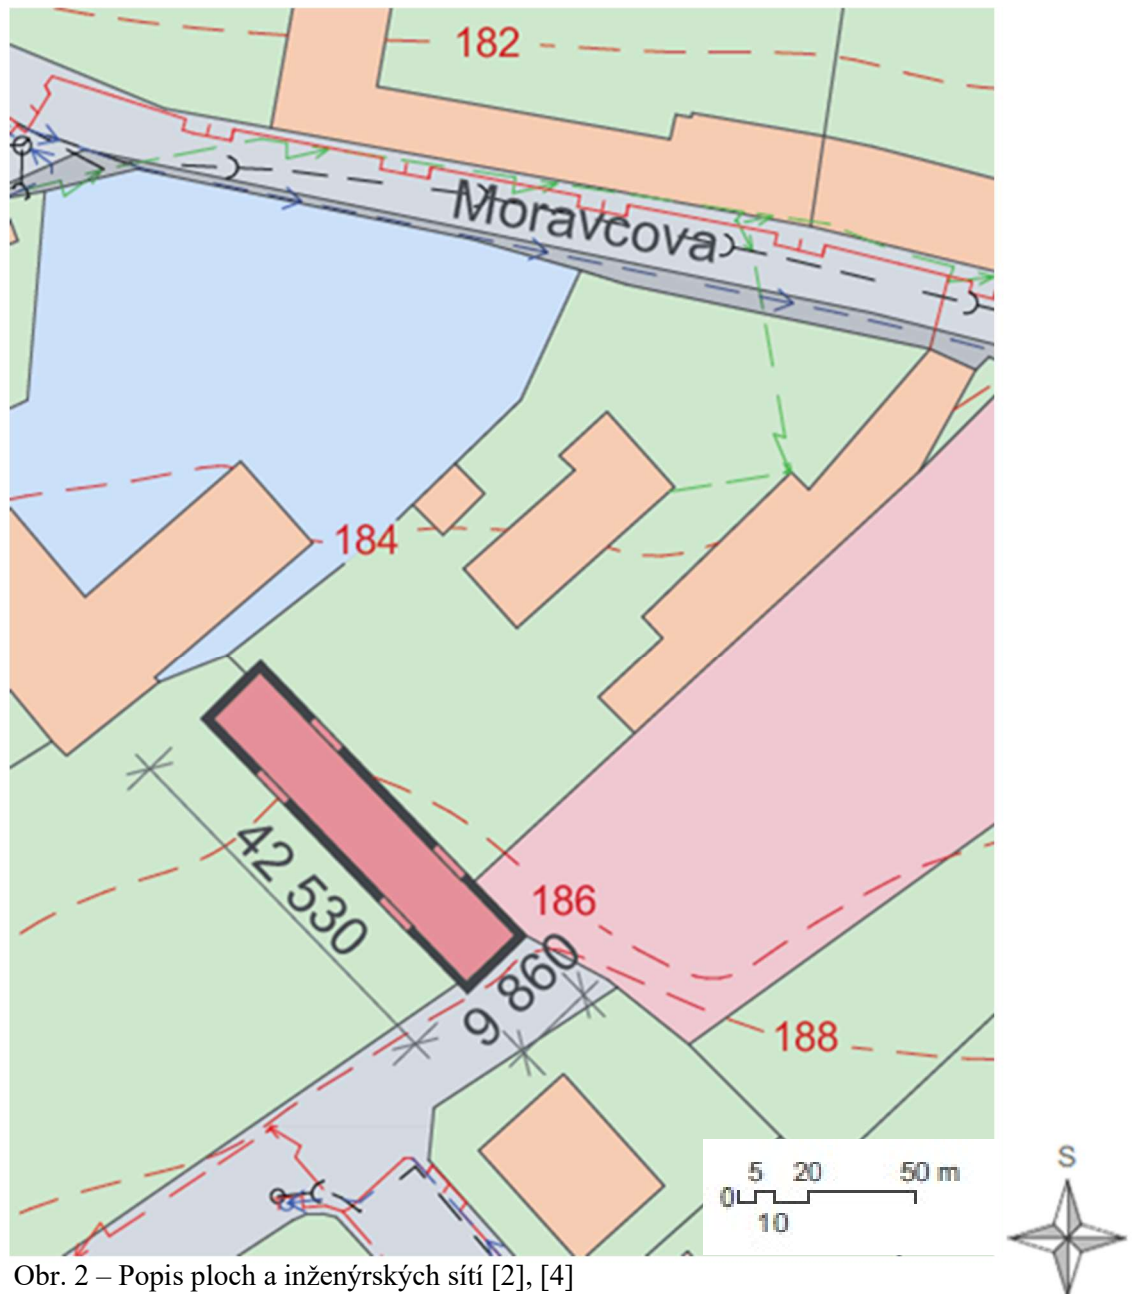 182
Moravcova
184
42 530
186
9 860
188
S
5 20 50 m
0
10
Obr. 2 – Popis ploch a inženýrských sítí [2], [4]